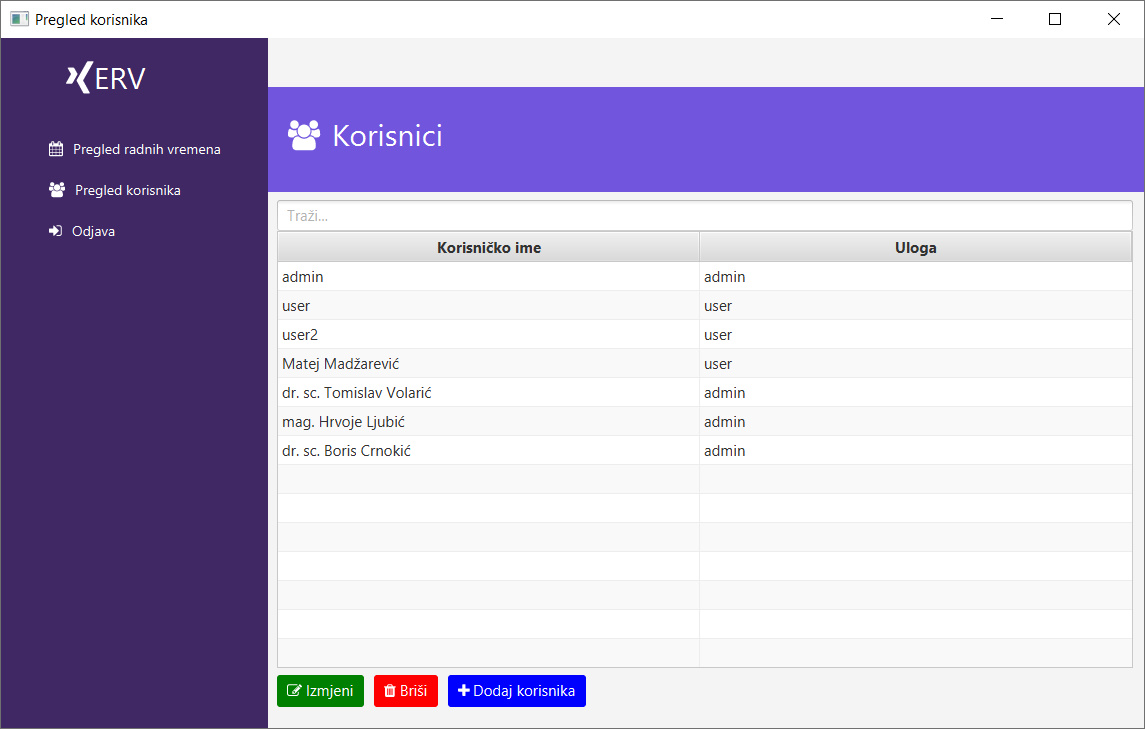 Pregled korisnika
ERV
Pregled radnih vremena
Pregled korisnika
Odjava
Korisnici
Traži...
Korisničko ime Uloga
admin admin
user user
user2 user
Matej Madžarević user
dr. sc. Tomislav Volarić admin
mag. Hrvoje Ljubić admin
dr. sc. Boris Crnokić admin
Izmjeni Briši Dodaj korisnika